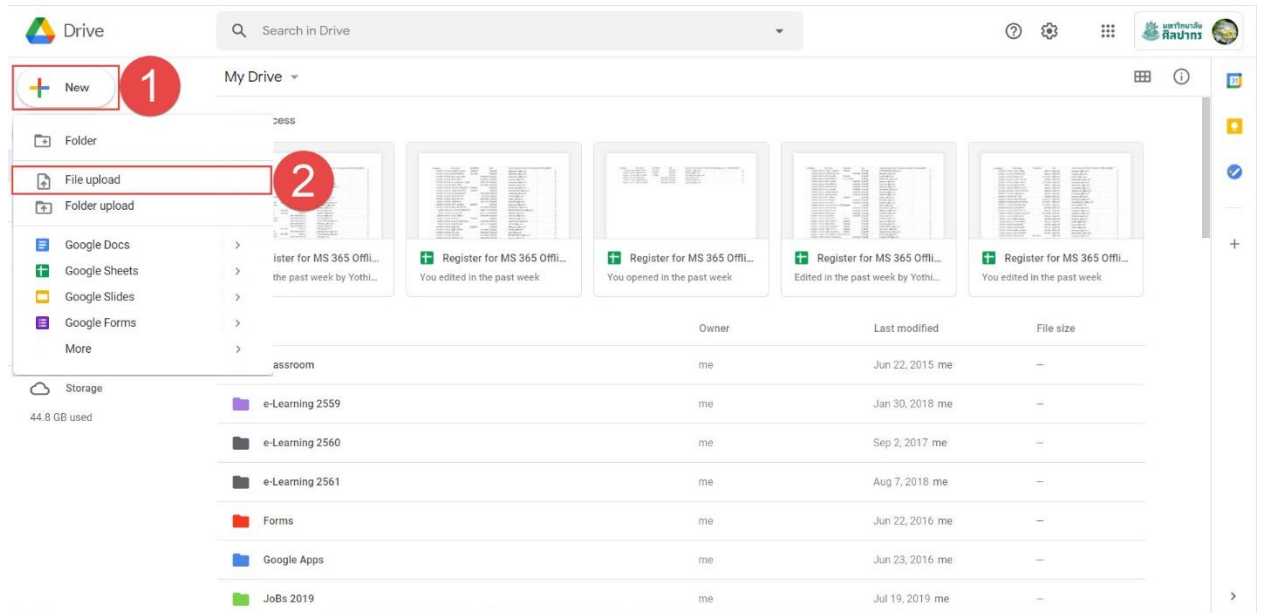 Drive
Search in Drive
มหาวิทยาลัย
ศิลปากร
New
1
My Drive
31
cess
Folder
File upload
2
Folder upload
Google Docs
Google Sheets
Google Slides
Google Forms
More
Storage
44.8 GB used
ister for MS 365 Offli...
the past week by Yothi...
Register for MS 365 Offli...
You edited in the past week
Register for MS 365 Offli...
You opened in the past week
Register for MS 365 Offli...
Edited in the past week by Yothi...
Register for MS 365 Offli...
You edited in the past week
Owner Last modified File size
assroom me Jun 22, 2015 me –
e-Learning 2559 me Jan 30, 2018 me –
e-Learning 2560 me Sep 2, 2017 me –
e-Learning 2561 me Aug 7, 2018 me –
Forms me Jun 22, 2016 me –
Google Apps me Jun 23, 2016 me –
JoBs 2019 me Jul 19, 2019 me –